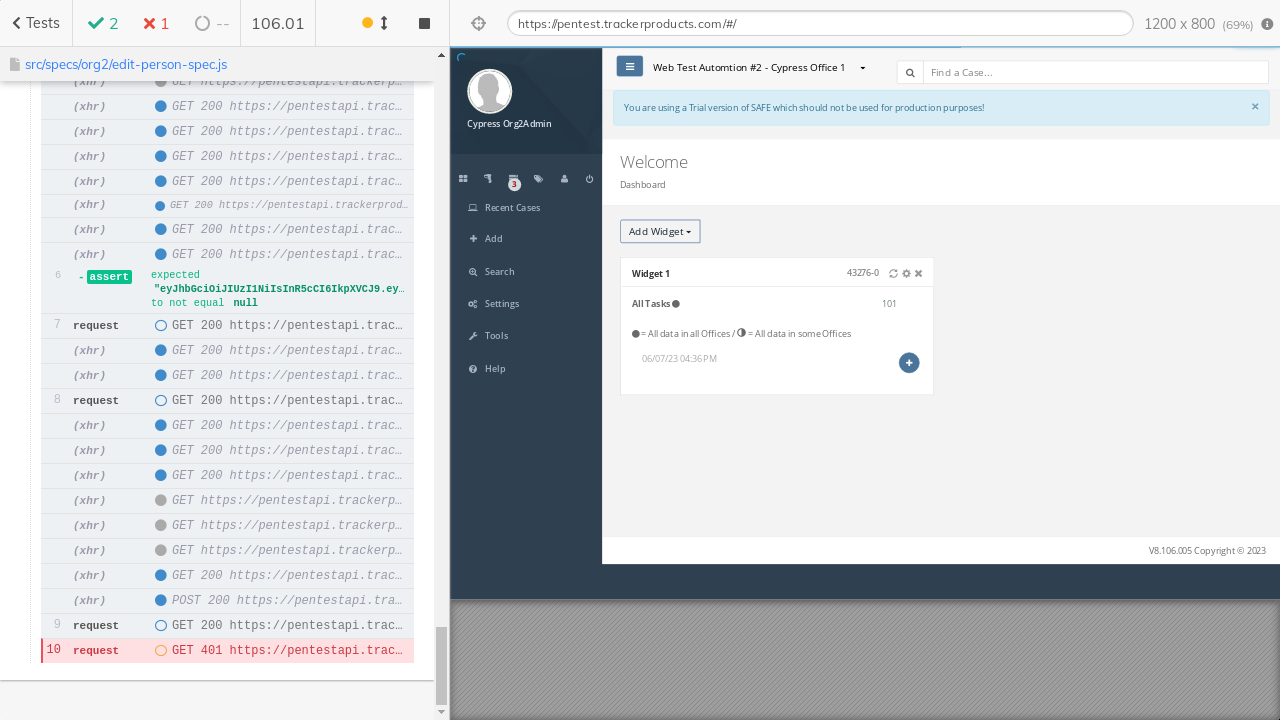 Tests
2
1
--
106.01
https://pentest.trackerproducts.com/#/
1200 x 800 (69%)
src/specs/org2/edit-person-spec.js
(xhr) GET 200 https://pentestapi.trac…
(xhr) GET 200 https://pentestapi.trac…
(xhr) GET 200 https://pentestapi.trac…
(xhr) GET 200 https://pentestapi.trac…
(xhr) GET 200 https://pentestapi.trackerprod…
(xhr) GET 200 https://pentestapi.trac…
(xhr) GET 200 https://pentestapi.trac…
6 - assert expected
"eyJhbGciOiJIUzI1NiIsInR5cCI6IkpXVCJ9.ey…
to not equal null
7 request GET 200 https://pentestapi.trac…
(xhr) GET 200 https://pentestapi.trac…
(xhr) GET 200 https://pentestapi.trac…
8 request GET 200 https://pentestapi.trac…
(xhr) GET 200 https://pentestapi.trac…
(xhr) GET 200 https://pentestapi.trac…
(xhr) GET 200 https://pentestapi.trac…
(xhr) GET https://pentestapi.trackerp…
(xhr) GET https://pentestapi.trackerp…
(xhr) GET https://pentestapi.trackerp…
(xhr) GET 200 https://pentestapi.trac…
(xhr) POST 200 https://pentestapi.tra…
9 request GET 200 https://pentestapi.trac…
10 request GET 401 https://pentestapi.trac…
Cypress Org2Admin
3
Recent Cases
Add
Search
Settings
Tools
Help
Web Test Automtion #2 - Cypress Office 1
Find a Case...
You are using a Trial version of SAFE which should not be used for production purposes!
×
Welcome
Dashboard
Add Widget
Widget 1 43276-0
All Tasks 101
= All data in all Offices / = All data in some Offices
06/07/23 04:36 PM
V8.106.005 Copyright © 2023